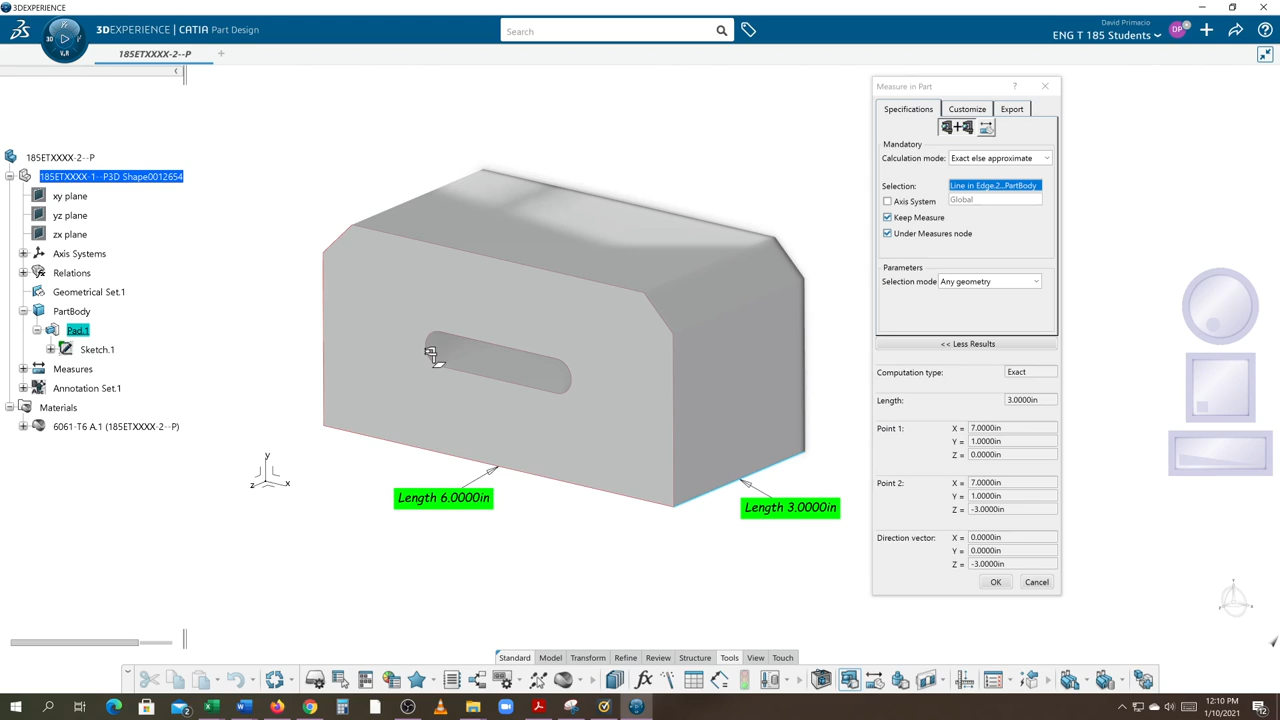 3DEXPERIENCE
3DEXPERIENCE | CATIA Part Design
Search
David Primacio
ENG T 185 Students
DP
V,R
185ETXXXX-2--P
Measure in Part
Specifications
Customize
Export
Mandatory
Calculation mode: Exact else approximate
Selection: Line in Edge.2...PartBody
Axis System Global
Keep Measure
Under Measures node
Parameters
Selection mode Any geometry
<< Less Results
Computation type: Exact
Length: 3.0000in
Point 1: X = 7.0000in
Y = 1.0000in
Z = 0.0000in
Point 2: X = 7.0000in
Y = 1.0000in
Z = -3.0000in
Direction vector: X = 0.0000in
Y = 0.0000in
Z = -3.0000in
OK Cancel
185ETXXXX-2--P
185ETXXXX-1--P3D Shape0012654
xy plane
yz plane
zx plane
Axis Systems
Relations
Geometrical Set.1
PartBody
Pad.1
Sketch.1
Measures
Annotation Set.1
Materials
6061-T6 A.1 (185ETXXXX-2--P)
y
z x
Length 6.0000in
Length 3.0000in
Standard Model Transform Refine Review Structure Tools View Touch
12:10 PM
1/10/2021